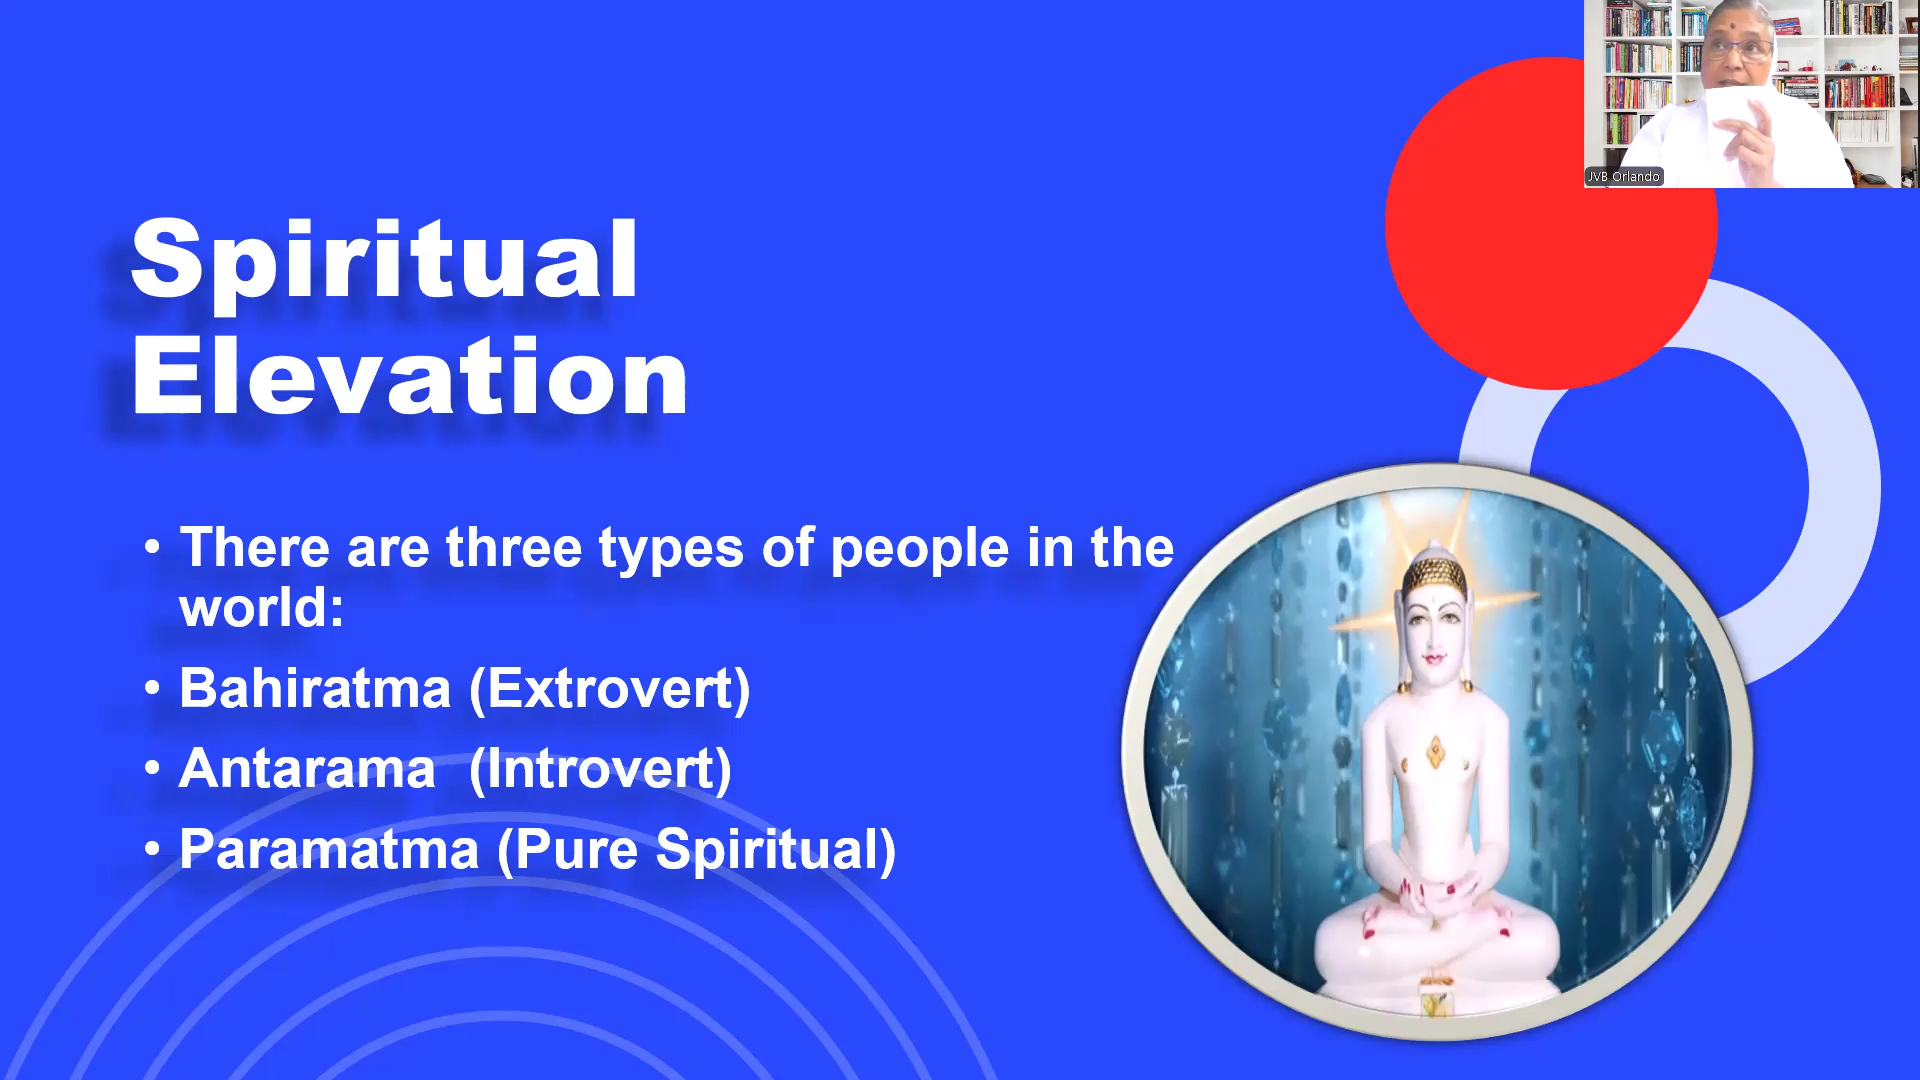 JVB Orlando
Spiritual
Elevation
• There are three types of people in the
world:
• Bahiratma (Extrovert)
• Antarama  (Introvert)
• Paramatma (Pure Spiritual)